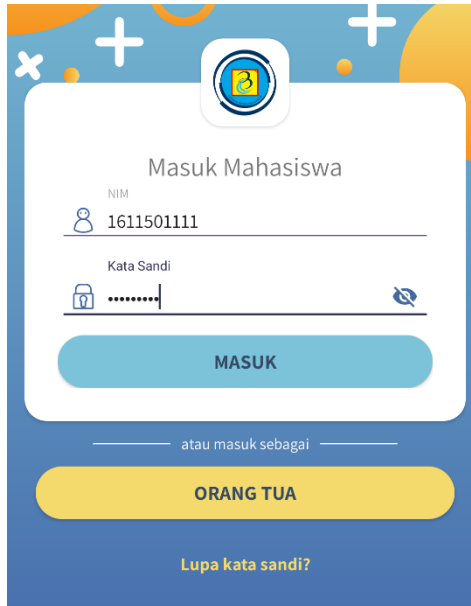 Masuk Mahasiswa
NIM
1611501111
Kata Sandi
•••••••••
MASUK
atau masuk sebagai
ORANG TUA
Lupa kata sandi?